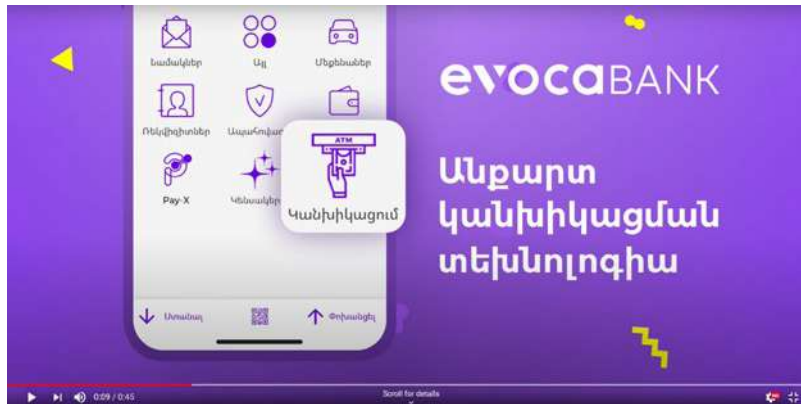 Նամակներ
Այլ
Մեքենաներ
evocaBANK
Ռեկվիզիտներ
ATM
Կանխիկացում
Pay-X
Անքարտ
կանխիկացման
տեխնոլոգիա
Ստանալ
Փոխանցել
0:09 / 0:45
Scroll for details